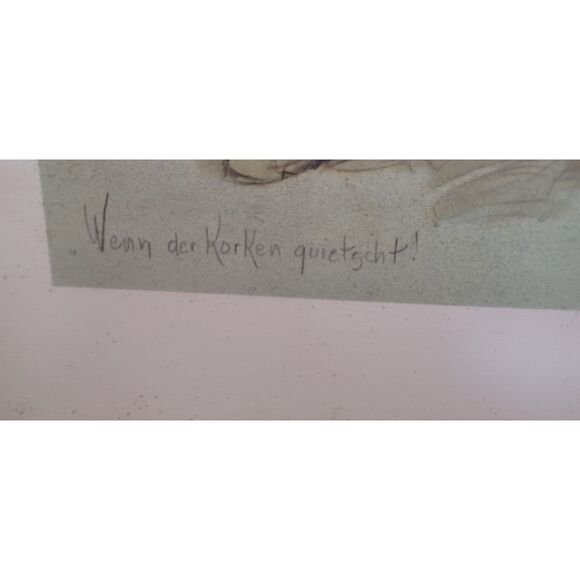 „Wenn der Korken quietscht!